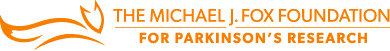 THE MICHAEL J. FOX FOUNDATION
FOR PARKINSON'S RESEARCH